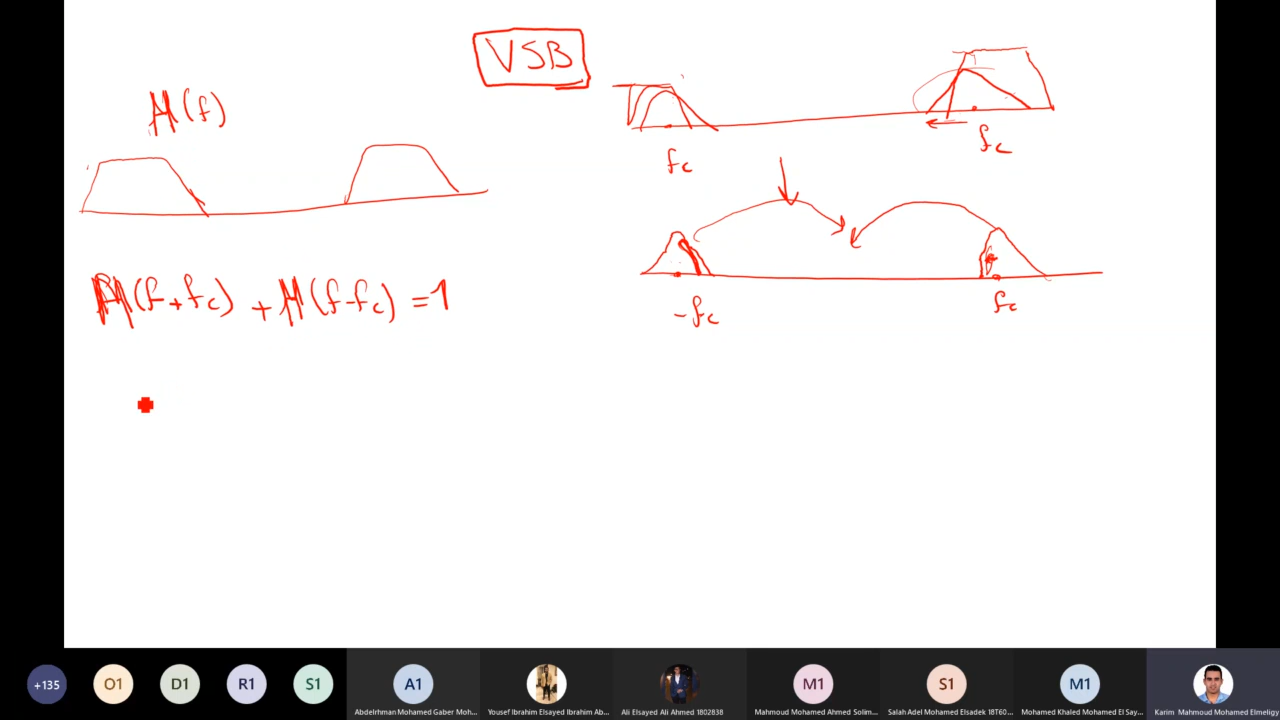 VSB
H(f)
fc
fc
H(f+fc) + H(f-fc) = 1
-fc
fc
+135
O1
D1
R1
S1
A1
M1
S1
M1
Abdelrhman Mohamed Gaber Moh...
Yousef Ibrahim Elsayed Ibrahim Ab...
Ali Elsayed Ali Ahmed 1802838
Mahmoud Mohamed Ahmed Solim...
Salah Adel Mohamed Elsadek 18T60...
Mohamed Khaled Mohamed El Say...
Karim Mahmoud Mohamed Elmelig